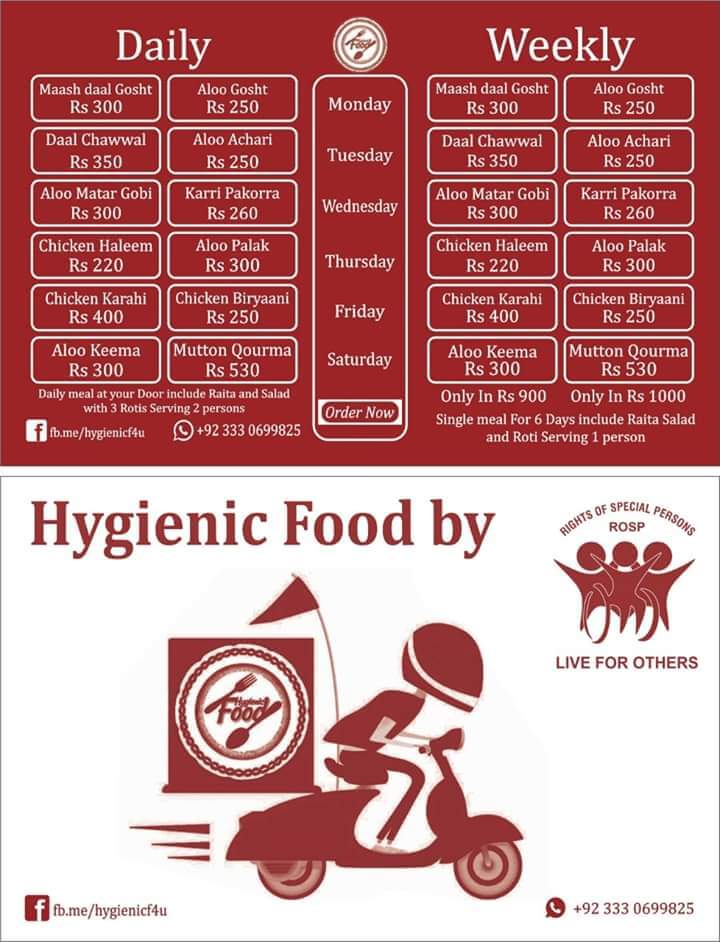 Daily
Maash daal Gosht
Rs 300
Aloo Gosht
Rs 250
Daal Chawwal
Rs 350
Aloo Achari
Rs 250
Aloo Matar Gobi
Rs 300
Karri Pakorra
Rs 260
Chicken Haleem
Rs 220
Aloo Palak
Rs 300
Chicken Karahi
Rs 400
Chicken Biryaani
Rs 250
Aloo Keema
Rs 300
Mutton Qourma
Rs 530
Daily meal at your Door include Raita and Salad
with 3 Rotis Serving 2 persons
fb.me/hygienicf4u
+92 333 0699825
Hygienic
Food
Monday
Tuesday
Wednesday
Thursday
Friday
Saturday
Order Now
Weekly
Maash daal Gosht
Rs 300
Aloo Gosht
Rs 250
Daal Chawwal
Rs 350
Aloo Achari
Rs 250
Aloo Matar Gobi
Rs 300
Karri Pakorra
Rs 260
Chicken Haleem
Rs 220
Aloo Palak
Rs 300
Chicken Karahi
Rs 400
Chicken Biryaani
Rs 250
Aloo Keema
Rs 300
Mutton Qourma
Rs 530
Only In Rs 900
Only In Rs 1000
Single meal For 6 Days include Raita Salad
and Roti Serving 1 person
Hygienic Food by
RIGHTS OF SPECIAL PERSONS
ROSP
LIVE FOR OTHERS
Hygienic
Food
fb.me/hygienicf4u
+92 333 0699825